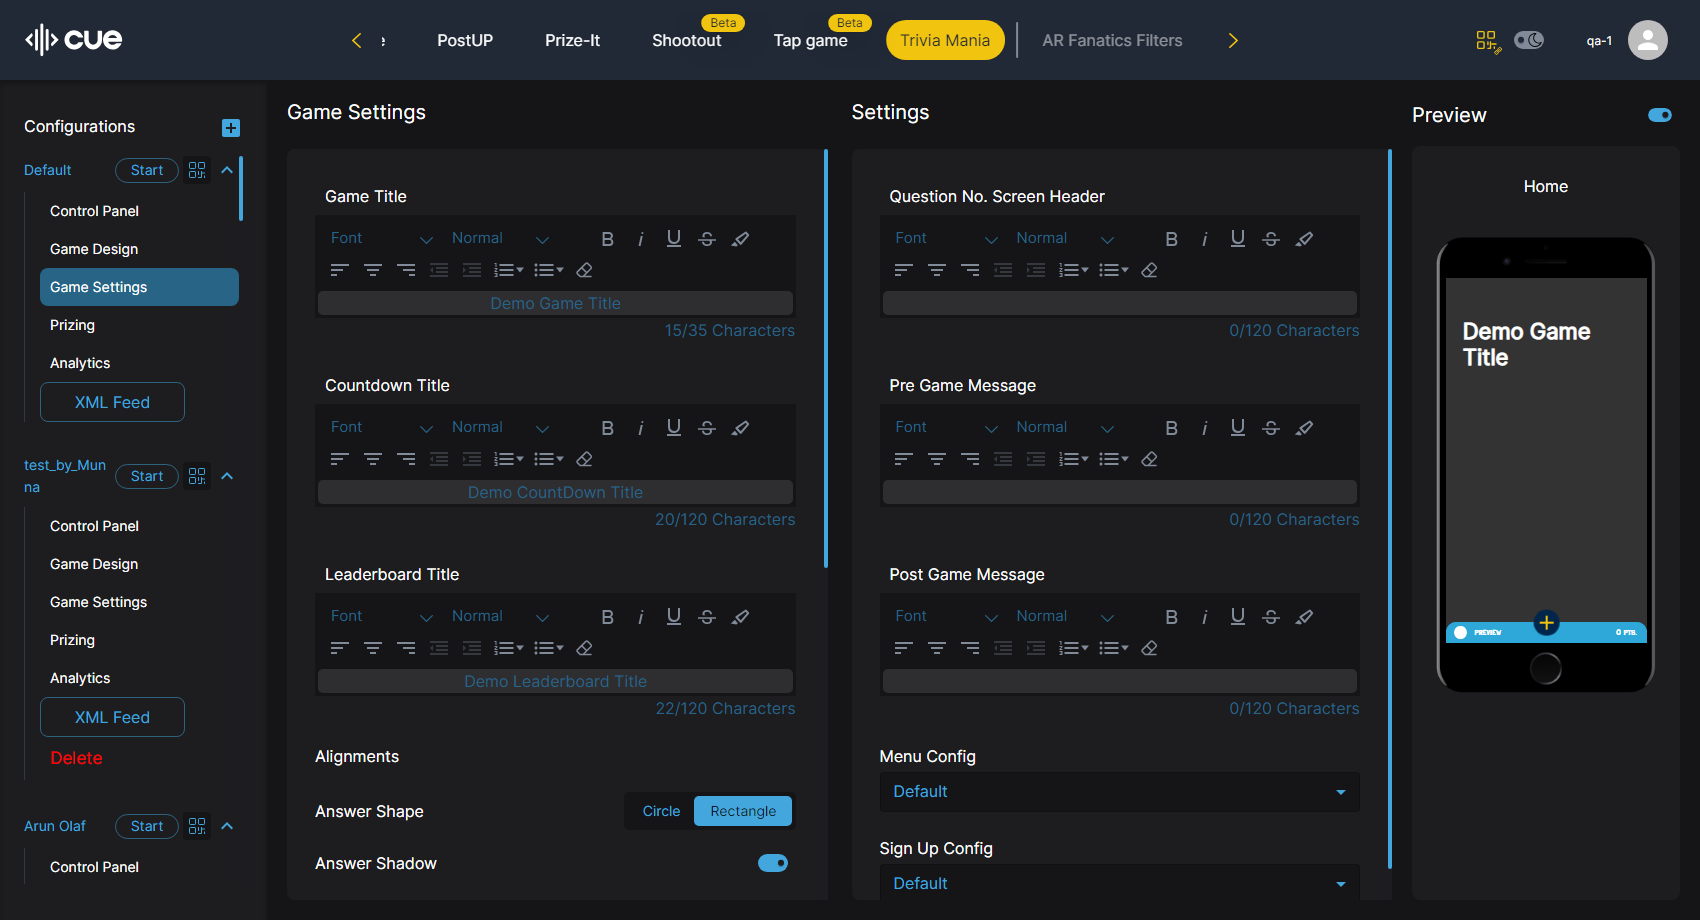 cue
PostUP
Prize-It
Beta
Shootout
Beta
Tap game
Trivia Mania
AR Fanatics Filters
qa-1
Configurations
Default
Start
Control Panel
Game Design
Game Settings
Prizing
Analytics
XML Feed
test_by_Mun
na
Start
Control Panel
Game Design
Game Settings
Prizing
Analytics
XML Feed
Delete
Arun Olaf
Start
Control Panel
Game Settings
Game Title
Font
Normal
B
i
U
S
Demo Game Title
15/35 Characters
Countdown Title
Font
Normal
B
i
U
S
Demo CountDown Title
20/120 Characters
Leaderboard Title
Font
Normal
B
i
U
S
Demo Leaderboard Title
22/120 Characters
Alignments
Answer Shape
Circle
Rectangle
Answer Shadow
Settings
Question No. Screen Header
Font
Normal
B
i
U
S
0/120 Characters
Pre Game Message
Font
Normal
B
i
U
S
0/120 Characters
Post Game Message
Font
Normal
B
i
U
S
0/120 Characters
Menu Config
Default
Sign Up Config
Default
Preview
Home
Demo Game
Title
PREVIEW
0 PTS.